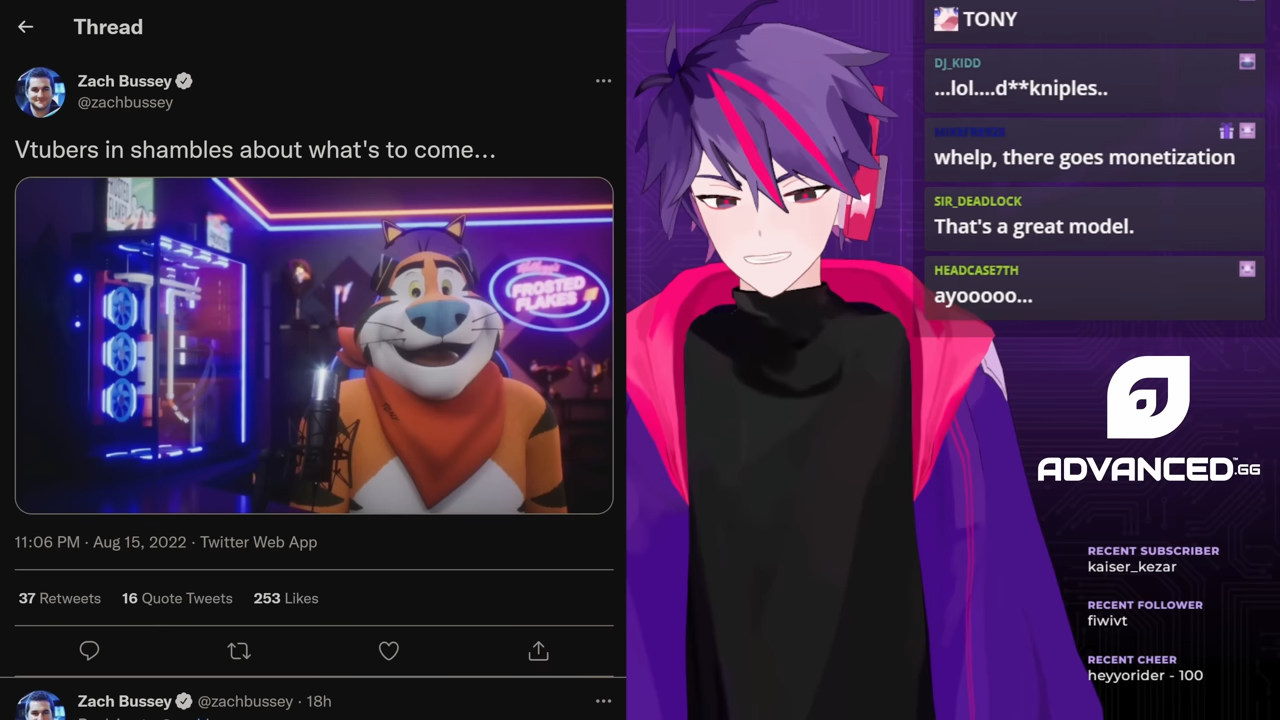 Thread
Zach Bussey
@zachbussey
Vtubers in shambles about what's to come...
Kellogg's
FROSTED
FLAKES
11:06 PM · Aug 15, 2022 · Twitter Web App
37 Retweets 16 Quote Tweets 253 Likes
Zach Bussey @zachbussey · 18h
TONY
DJ_KIDD
...lol....d**kniples..
whelp, there goes monetization
SIR_DEADLOCK
That's a great model.
HEADCASE7TH
ayooooo...
ADVANCED.GG
RECENT SUBSCRIBER
kaiser_kezar
RECENT FOLLOWER
fiwivt
RECENT CHEER
heyyorider - 100